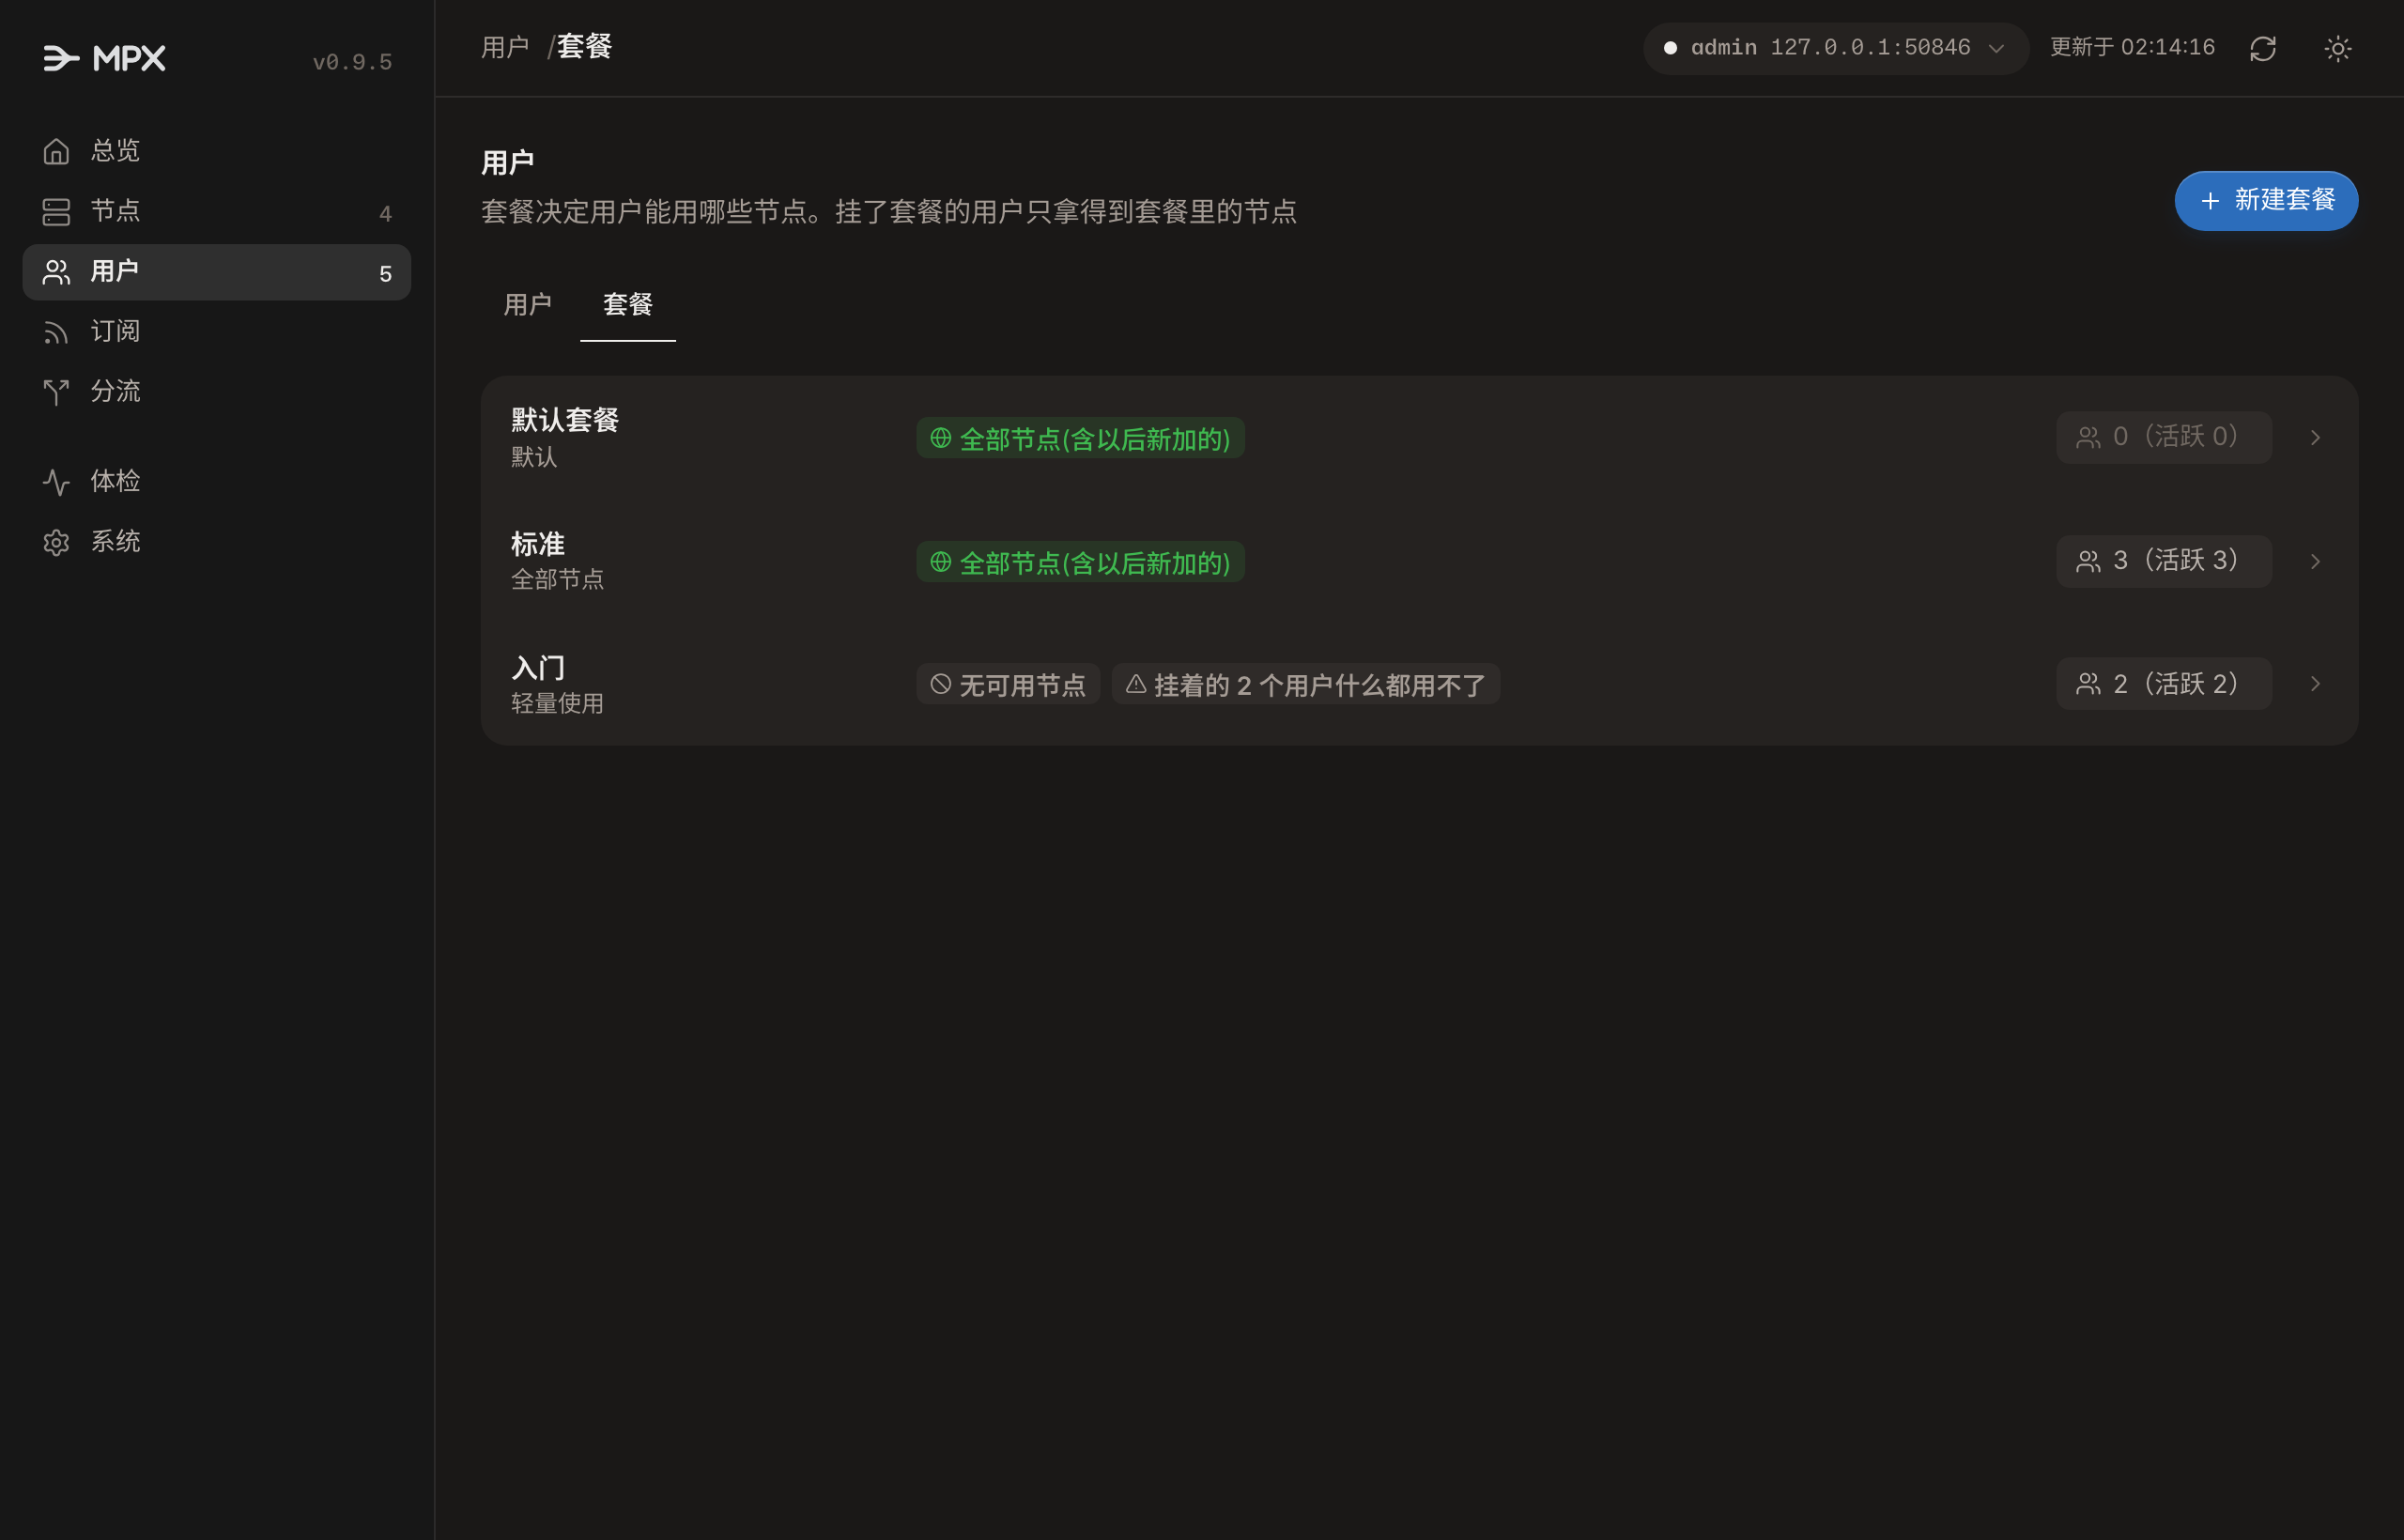 MPX
v0.9.5
总览
节点 4
用户 5
订阅
分流
体检
系统
用户 /套餐
admin 127.0.0.1:50846
更新于 02:14:16
用户
套餐决定用户能用哪些节点。挂了套餐的用户只拿得到套餐里的节点
新建套餐
用户 套餐
默认套餐
默认
全部节点(含以后新加的)
0（活跃 0）
标准
全部节点
全部节点(含以后新加的)
3（活跃 3）
入门
轻量使用
无可用节点
挂着的 2 个用户什么都用不了
2（活跃 2）